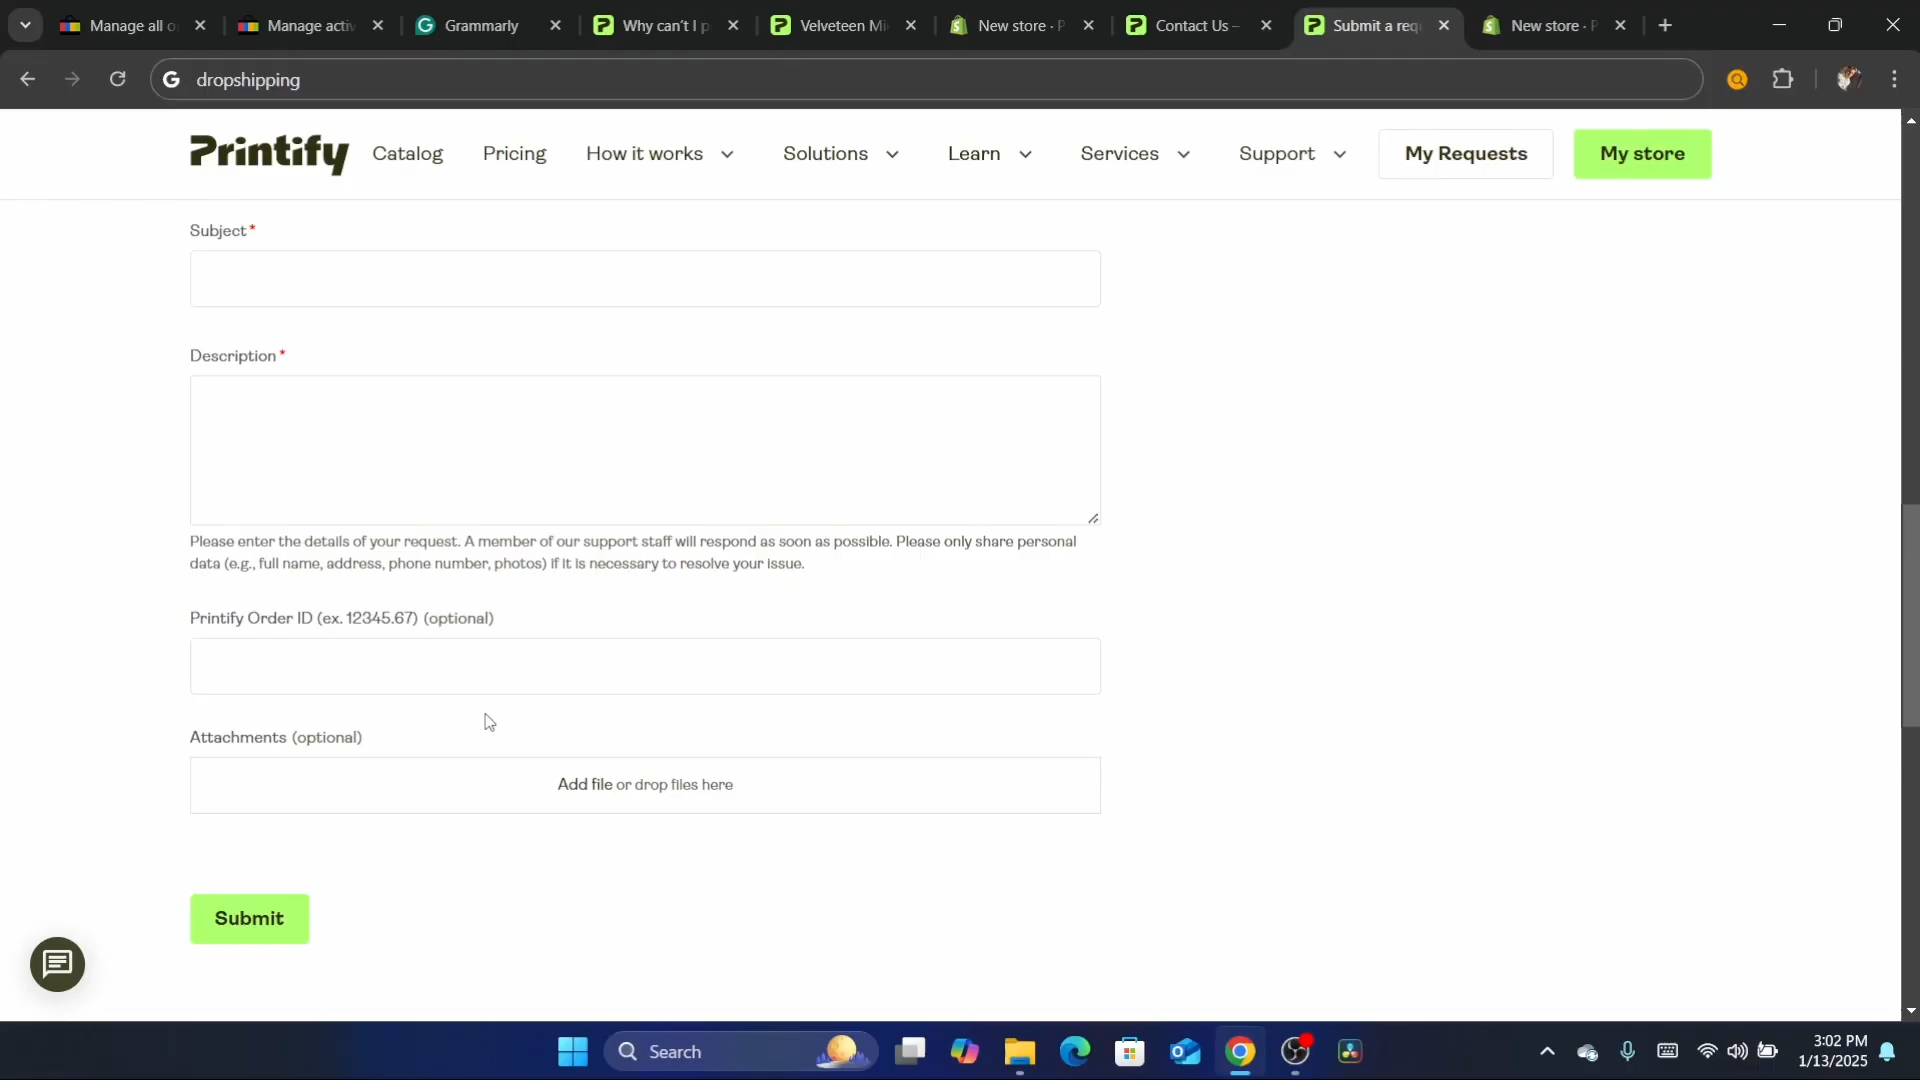 Manage all o
Manage activ
Grammarly
Why can't I p
Velveteen Mi
New store · P
Contact Us –
Submit a req
New store · P
dropshipping
Printify
Catalog
Pricing
How it works
Solutions
Learn
Services
Support
My Requests
My store
Subject*
Description*
Please enter the details of your request. A member of our support staff will respond as soon as possible. Please only share personal
data (e.g., full name, address, phone number, photos) if it is necessary to resolve your issue.
Printify Order ID (ex. 12345.67) (optional)
Attachments (optional)
Add file or drop files here
Submit
Search
3:02 PM
1/13/2025